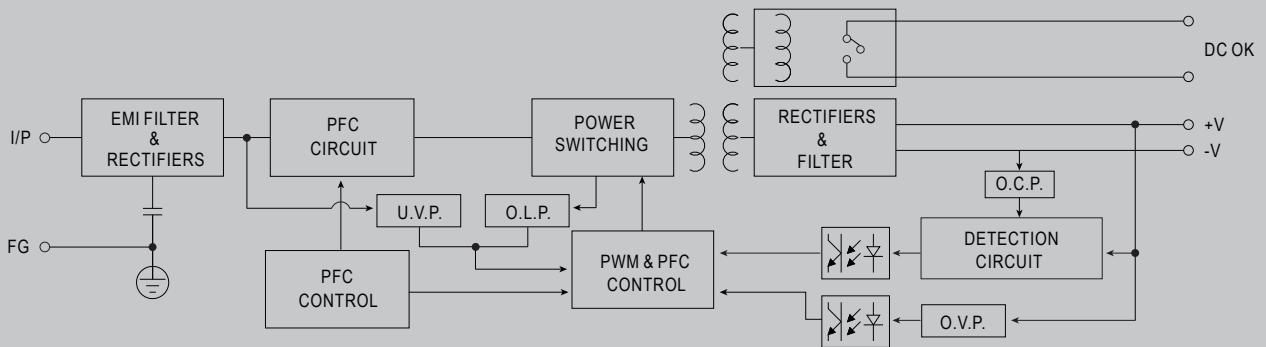 DC OK
I/P
EMI FILTER
&
RECTIFIERS
PFC
CIRCUIT
POWER
SWITCHING
RECTIFIERS
&
FILTER
+V
-V
O.C.P.
U.V.P.
O.L.P.
FG
PFC
CONTROL
PWM & PFC
CONTROL
DETECTION
CIRCUIT
O.V.P.